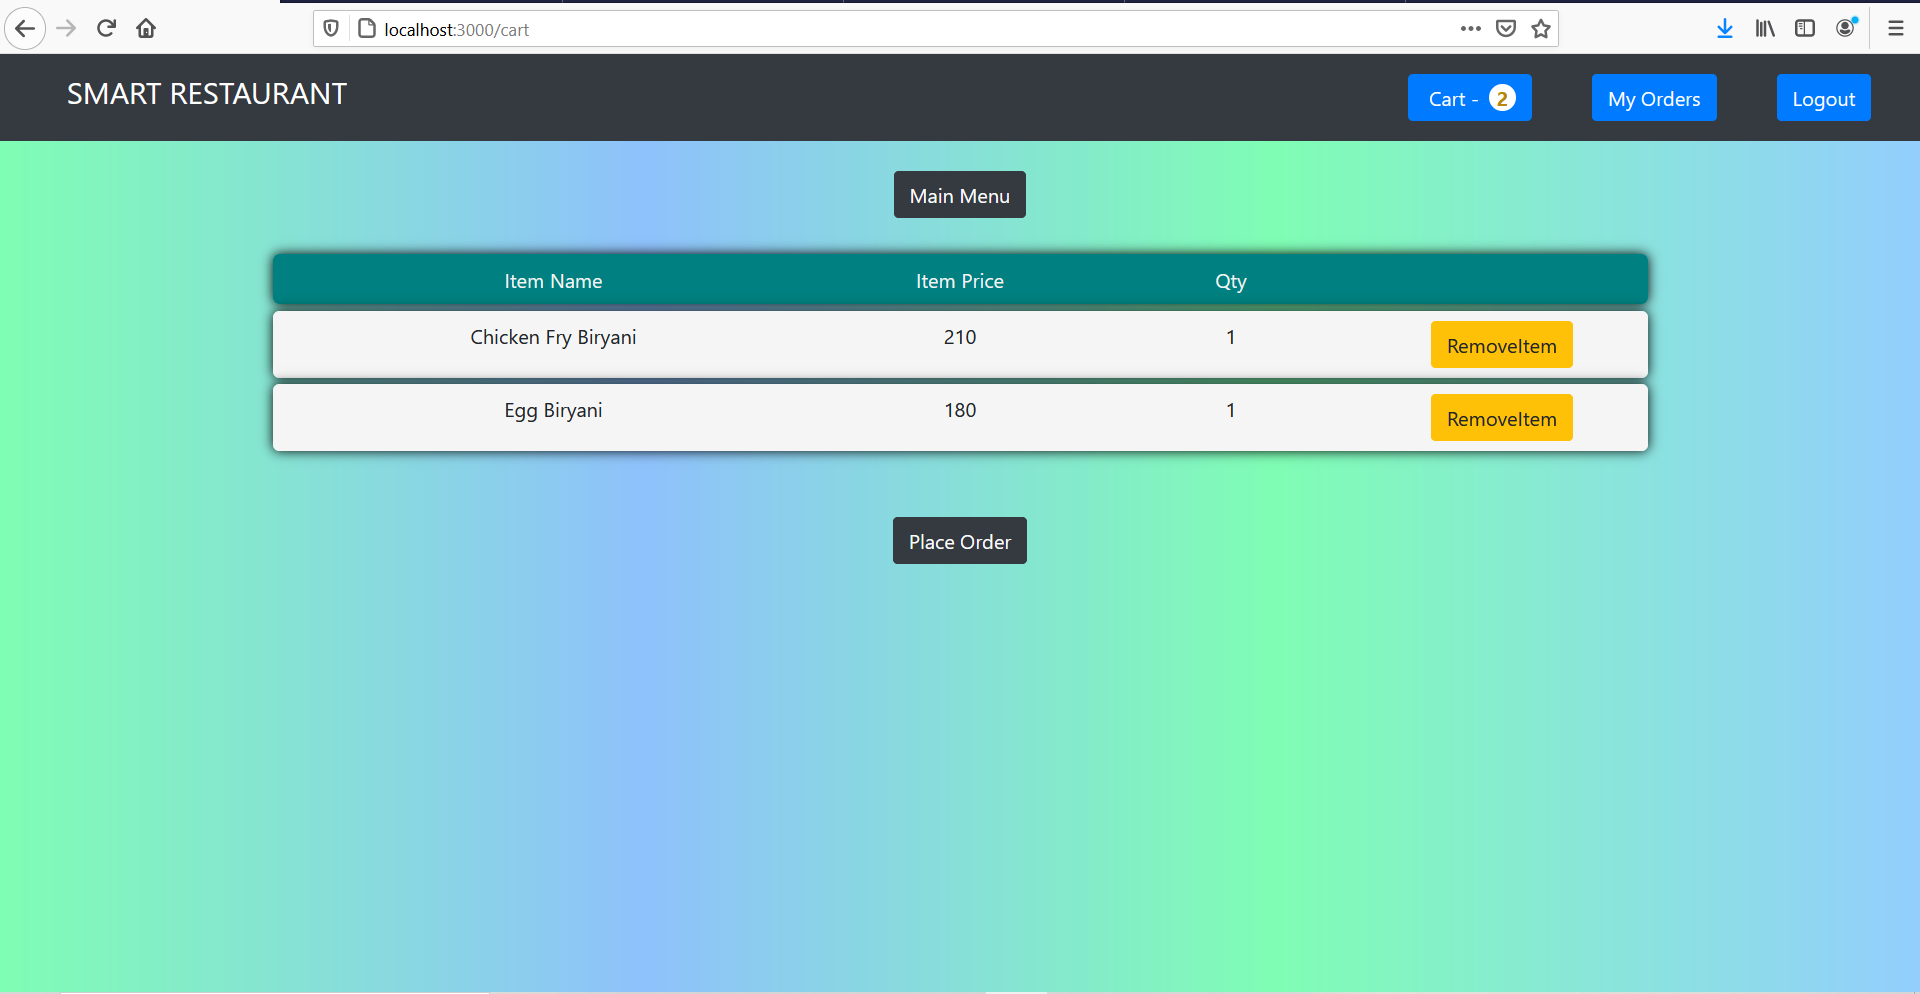 localhost:3000/cart
SMART RESTAURANT
Cart - 2
My Orders
Logout
Main Menu
Item Name Item Price Qty
Chicken Fry Biryani 210 1 RemoveItem
Egg Biryani 180 1 RemoveItem
Place Order